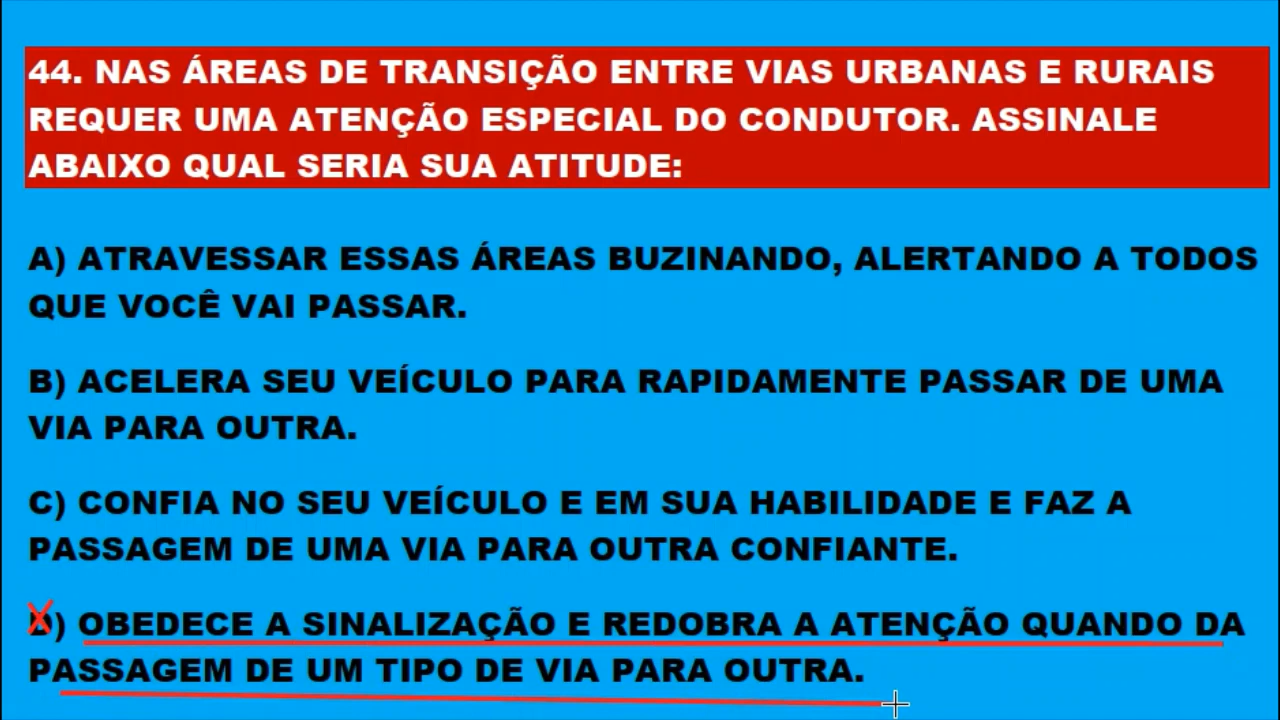 44. NAS ÁREAS DE TRANSIÇÃO ENTRE VIAS URBANAS E RURAIS
REQUER UMA ATENÇÃO ESPECIAL DO CONDUTOR. ASSINALE
ABAIXO QUAL SERIA SUA ATITUDE:
A) ATRAVESSAR ESSAS ÁREAS BUZINANDO, ALERTANDO A TODOS
QUE VOCÊ VAI PASSAR.
B) ACELERA SEU VEÍCULO PARA RAPIDAMENTE PASSAR DE UMA
VIA PARA OUTRA.
C) CONFIA NO SEU VEÍCULO E EM SUA HABILIDADE E FAZ A
PASSAGEM DE UMA VIA PARA OUTRA CONFIANTE.
D) OBEDECE A SINALIZAÇÃO E REDOBRA A ATENÇÃO QUANDO DA
PASSAGEM DE UM TIPO DE VIA PARA OUTRA.